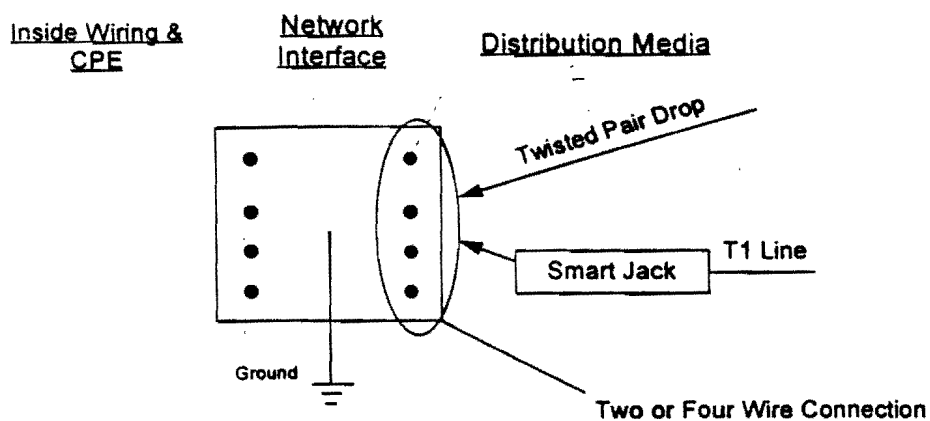 Inside Wiring &
CPE
Network
Interface
Distribution Media
Twisted Pair Drop
T1 Line
Smart Jack
Ground
Two or Four Wire Connection